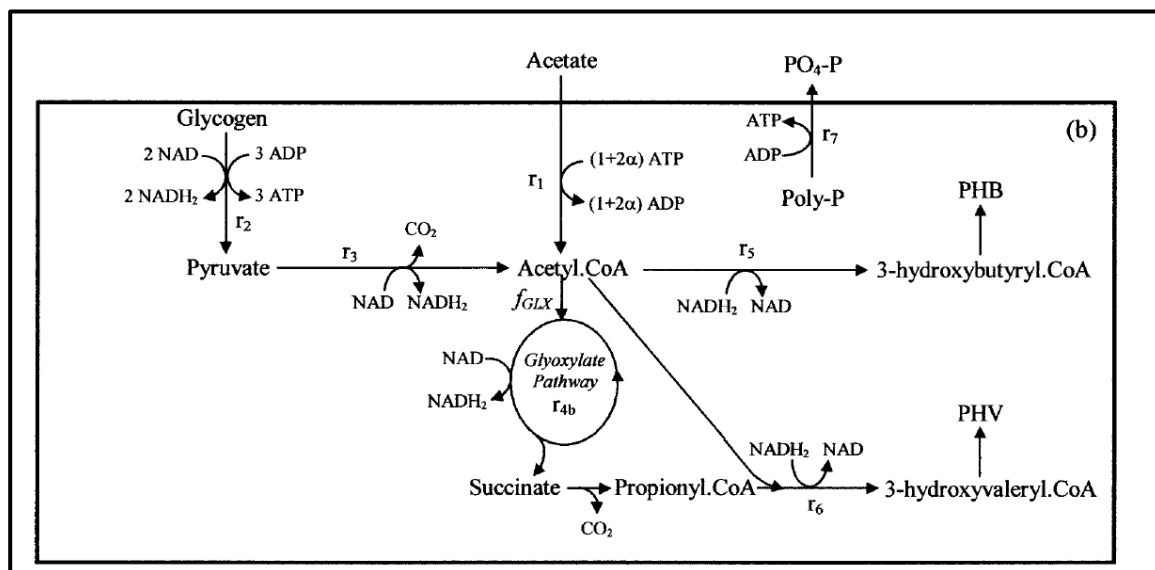 Acetate
PO₄-P
(b)
Glycogen
2 NAD
3 ADP
2 NADH₂
3 ATP
r₂
r₁
(1+2α) ATP
(1+2α) ADP
ATP
ADP
r₇
Poly-P
PHB
CO₂
Pyruvate
r₃
NAD
NADH₂
Acetyl.CoA
r₅
NADH₂
NAD
3-hydroxybutyryl.CoA
f_GLX
NAD
NADH₂
Glyoxylate
Pathway
r₄b
PHV
NADH₂
NAD
Succinate
CO₂
Propionyl.CoA
r₆
3-hydroxyvaleryl.CoA